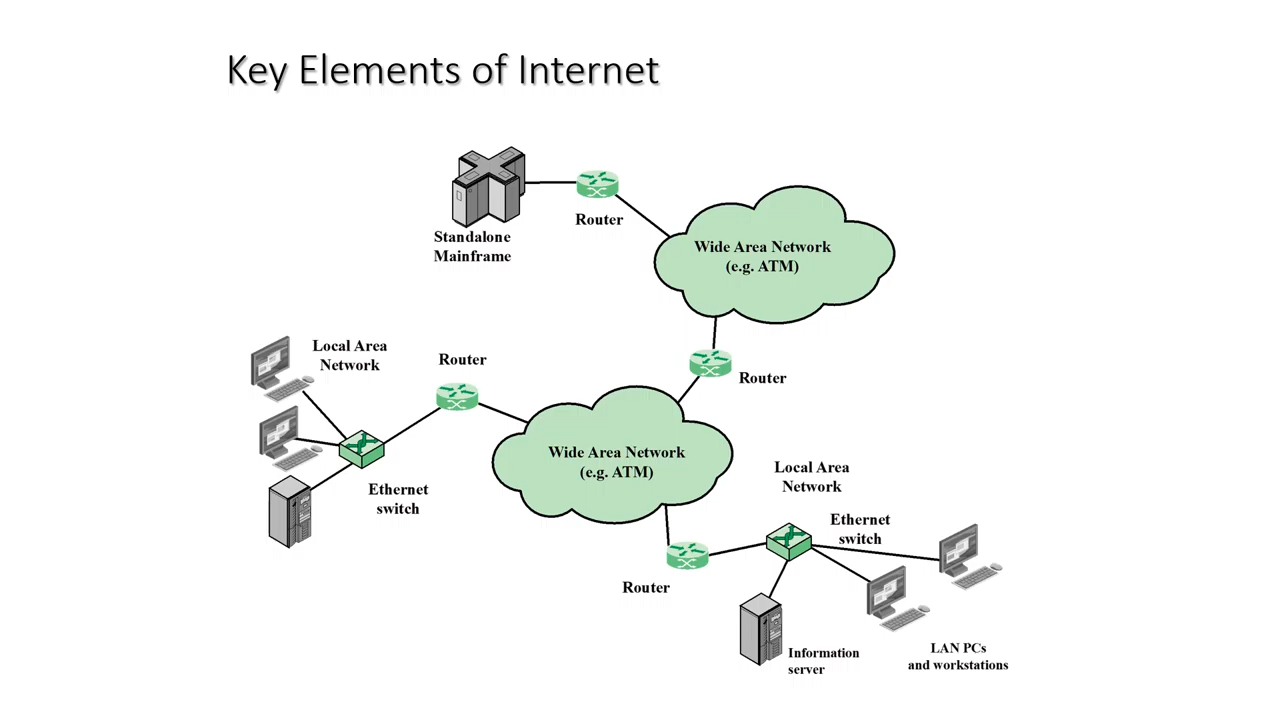 Key Elements of Internet
Router
Standalone
Mainframe
Wide Area Network
(e.g. ATM)
Local Area
Network
Router
Router
Wide Area Network
(e.g. ATM)
Ethernet
switch
Local Area
Network
Ethernet
switch
Router
Information
server
LAN PCs
and workstations